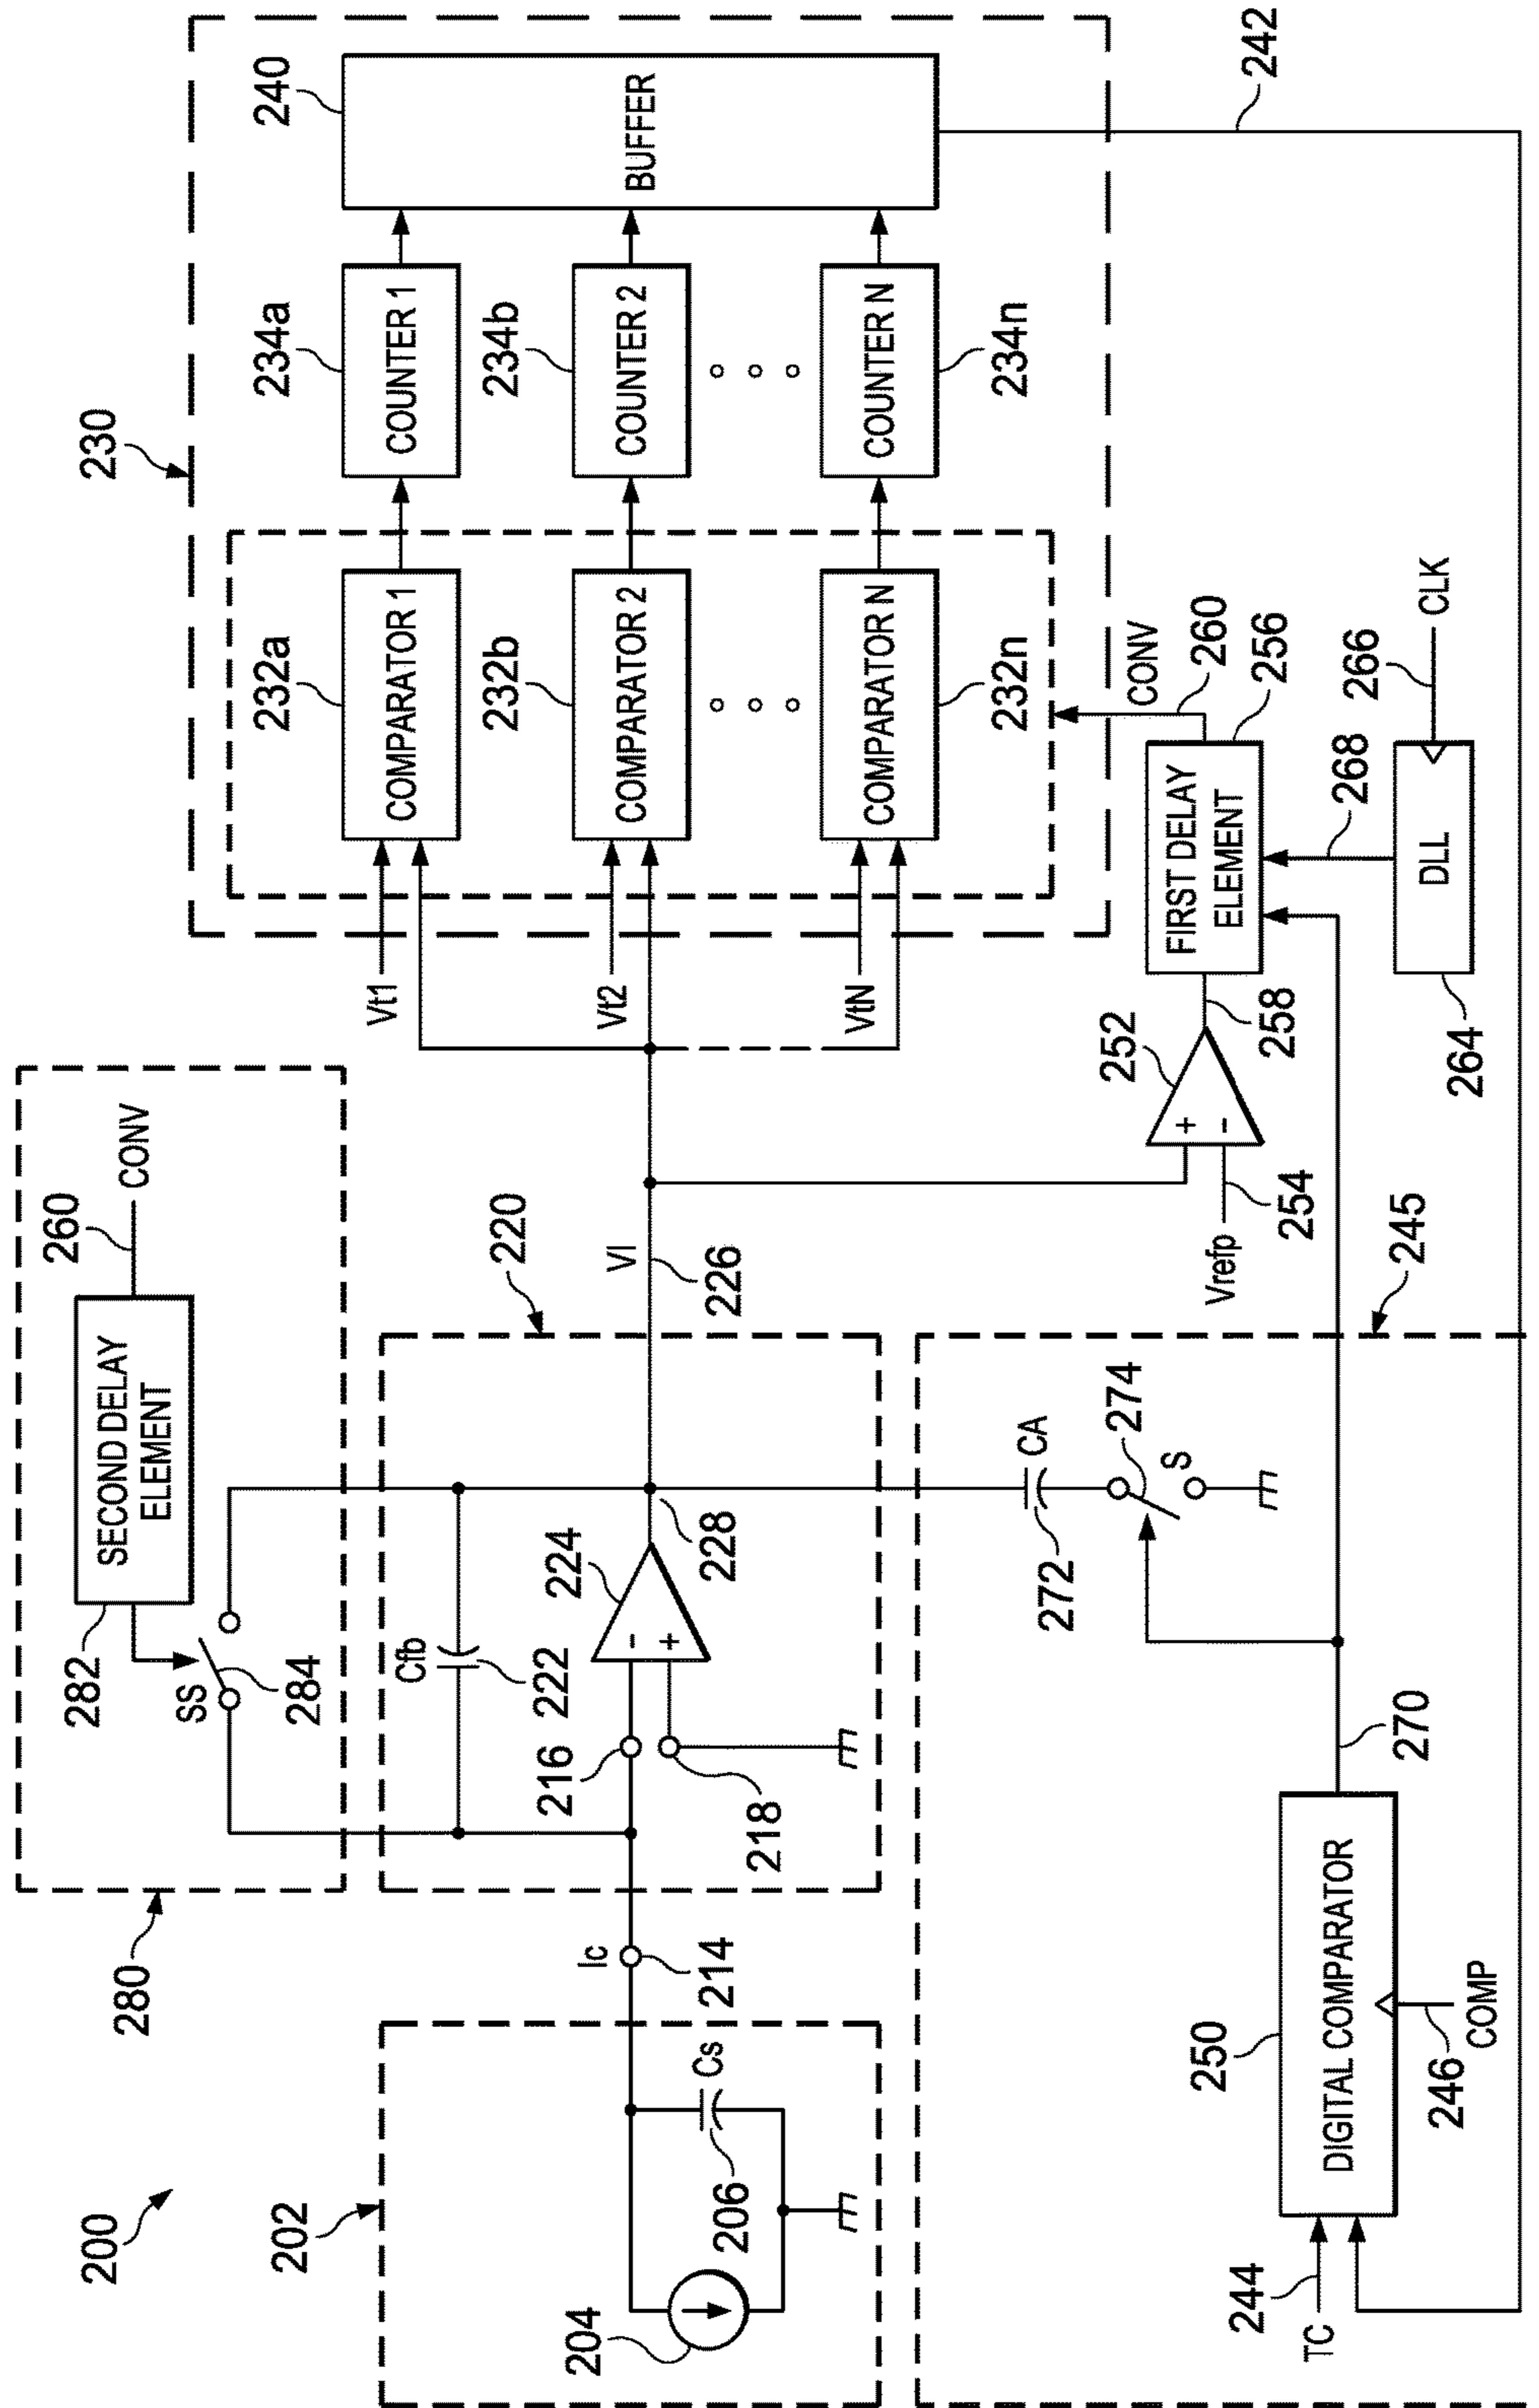 200
280
282
SECOND DELAY
ELEMENT
260
CONV
SS
284
230
240
BUFFER
232a
COMPARATOR 1
234a
COUNTER 1
Vt1
232b
COMPARATOR 2
234b
COUNTER 2
Vt2
232n
COMPARATOR N
234n
COUNTER N
VtN
242
202
204
206
Cs
Ic
214
220
Cfb
222
216
218
224
-
+
228
VI
226
252
+
-
Vrefp
254
258
FIRST DELAY
ELEMENT
CONV
260
256
268
264
DLL
266
CLK
245
272
CA
274
S
270
250
DIGITAL COMPARATOR
244
TC
246
COMP